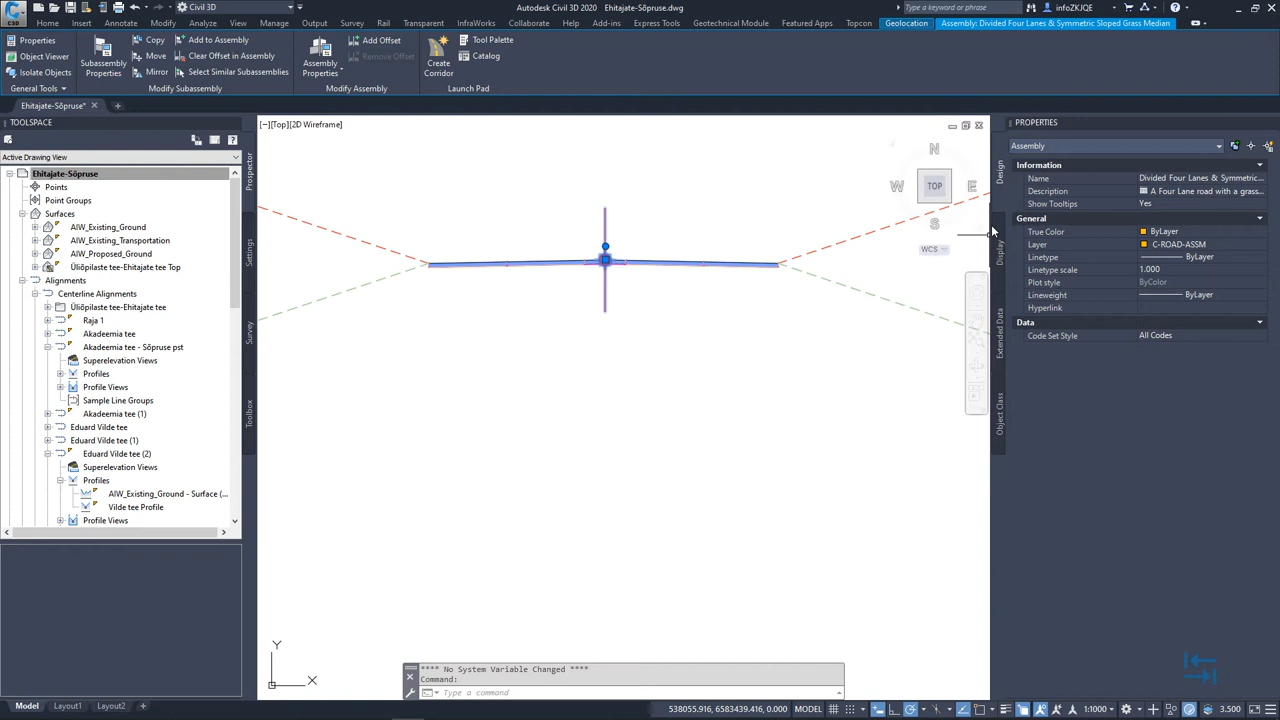 CSD
Civil 3D
Share
Autodesk Civil 3D 2020 Ehitajate-Sõpruse.dwg
Type a keyword or phrase
infoZKJQE
Home Insert Annotate Modify Analyze View Manage Output Survey Rail Transparent InfraWorks Collaborate Help Add-ins Express Tools Geotechnical Module Featured Apps Topcon Geolocation Assembly: Divided Four Lanes & Symmetric Sloped Grass Median
Properties
Object Viewer
Isolate Objects
General Tools
Subassembly Properties
Copy
Move
Mirror
Add to Assembly
Clear Offset in Assembly
Select Similar Subassemblies
Modify Subassembly
Assembly Properties
Add Offset
Remove Offset
Modify Assembly
Create Corridor
Tool Pallette
Catalog
Launch Pad
Ehitajate-Sõpruse*
TOOLSPACE
Active Drawing View
Ehitajate-Sõpruse
Points
Point Groups
Surfaces
AIW_Existing_Ground
AIW_Existing_Transportation
AIW_Proposed_Ground
Üliõpilaste tee-Ehitajate tee Top
Alignments
Centerline Alignments
Üliõpilaste tee-Ehitajate tee
Raja 1
Akadeemia tee
Akadeemia tee - Sõpruse pst
Superelevation Views
Profiles
Profile Views
Sample Line Groups
Akadeemia tee (1)
Eduard Vilde tee
Eduard Vilde tee (1)
Eduard Vilde tee (2)
Superelevation Views
Profiles
AIW_Existing_Ground - Surface (...
Vilde tee Profile
Profile Views
Prospector
Settings
Survey
Toolbox
[−][Top][2D Wireframe]
N
W TOP E
S
WCS
Y
X
**** No System Variable Changed ****
Command:
Type a command
Design
Display
Extended Data
Object Class
PROPERTIES
Assembly
Information
Name Divided Four Lanes & Symmetric...
Description A Four Lane road with a grass...
Show Tooltips Yes
General
True Color ByLayer
Layer C-ROAD-ASSM
Linetype ByLayer
Linetype scale 1.000
Plot style ByColor
Lineweight ByLayer
Hyperlink
Data
Code Set Style All Codes
Model Layout1 Layout2
538055.916, 6583439.416, 0.000 MODEL 1:1000 3.500